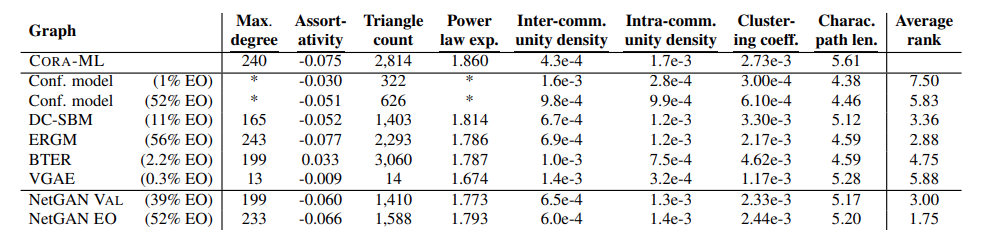 Graph Max. degree Assort- ativity Triangle count Power law exp. Inter-comm. unity density Intra-comm. unity density Cluster- ing coeff. Charac. path len. Average rank
CORA-ML 240 -0.075 2,814 1.860 4.3e-4 1.7e-3 2.73e-3 5.61
Conf. model (1% EO) * -0.030 322 * 1.6e-3 2.8e-4 3.00e-4 4.38 7.50
Conf. model (52% EO) * -0.051 626 * 9.8e-4 9.9e-4 6.10e-4 4.46 5.83
DC-SBM (11% EO) 165 -0.052 1,403 1.814 6.7e-4 1.2e-3 3.30e-3 5.12 3.36
ERGM (56% EO) 243 -0.077 2,293 1.786 6.9e-4 1.2e-3 2.17e-3 4.59 2.88
BTER (2.2% EO) 199 0.033 3,060 1.787 1.0e-3 7.5e-4 4.62e-3 4.59 4.75
VGAE (0.3% EO) 13 -0.009 14 1.674 1.4e-3 3.2e-4 1.17e-3 5.28 5.88
NetGAN VAL (39% EO) 199 -0.060 1,410 1.773 6.5e-4 1.3e-3 2.33e-3 5.17 3.00
NetGAN EO (52% EO) 233 -0.066 1,588 1.793 6.0e-4 1.4e-3 2.44e-3 5.20 1.75